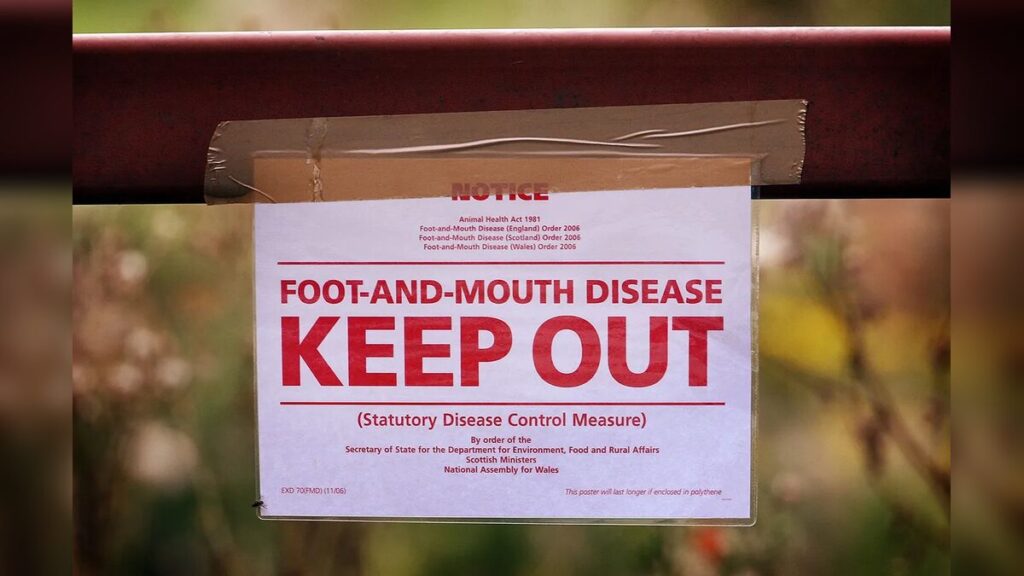 NOTICE
Animal Health Act 1981
Foot-and-Mouth Disease (England) Order 2006
Foot-and-Mouth Disease (Scotland) Order 2006
Foot-and-Mouth Disease (Wales) Order 2006
FOOT-AND-MOUTH DISEASE
KEEP OUT
(Statutory Disease Control Measure)
By order of the
Secretary of State for the Department for Environment, Food and Rural Affairs
Scottish Ministers
National Assembly for Wales
EXD 70(FMD) (11/06)
This poster will last longer if enclosed in polythene